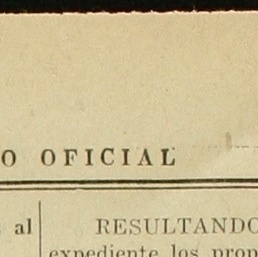 O OFICIAL
al
RESULTANDO
expediente los prop